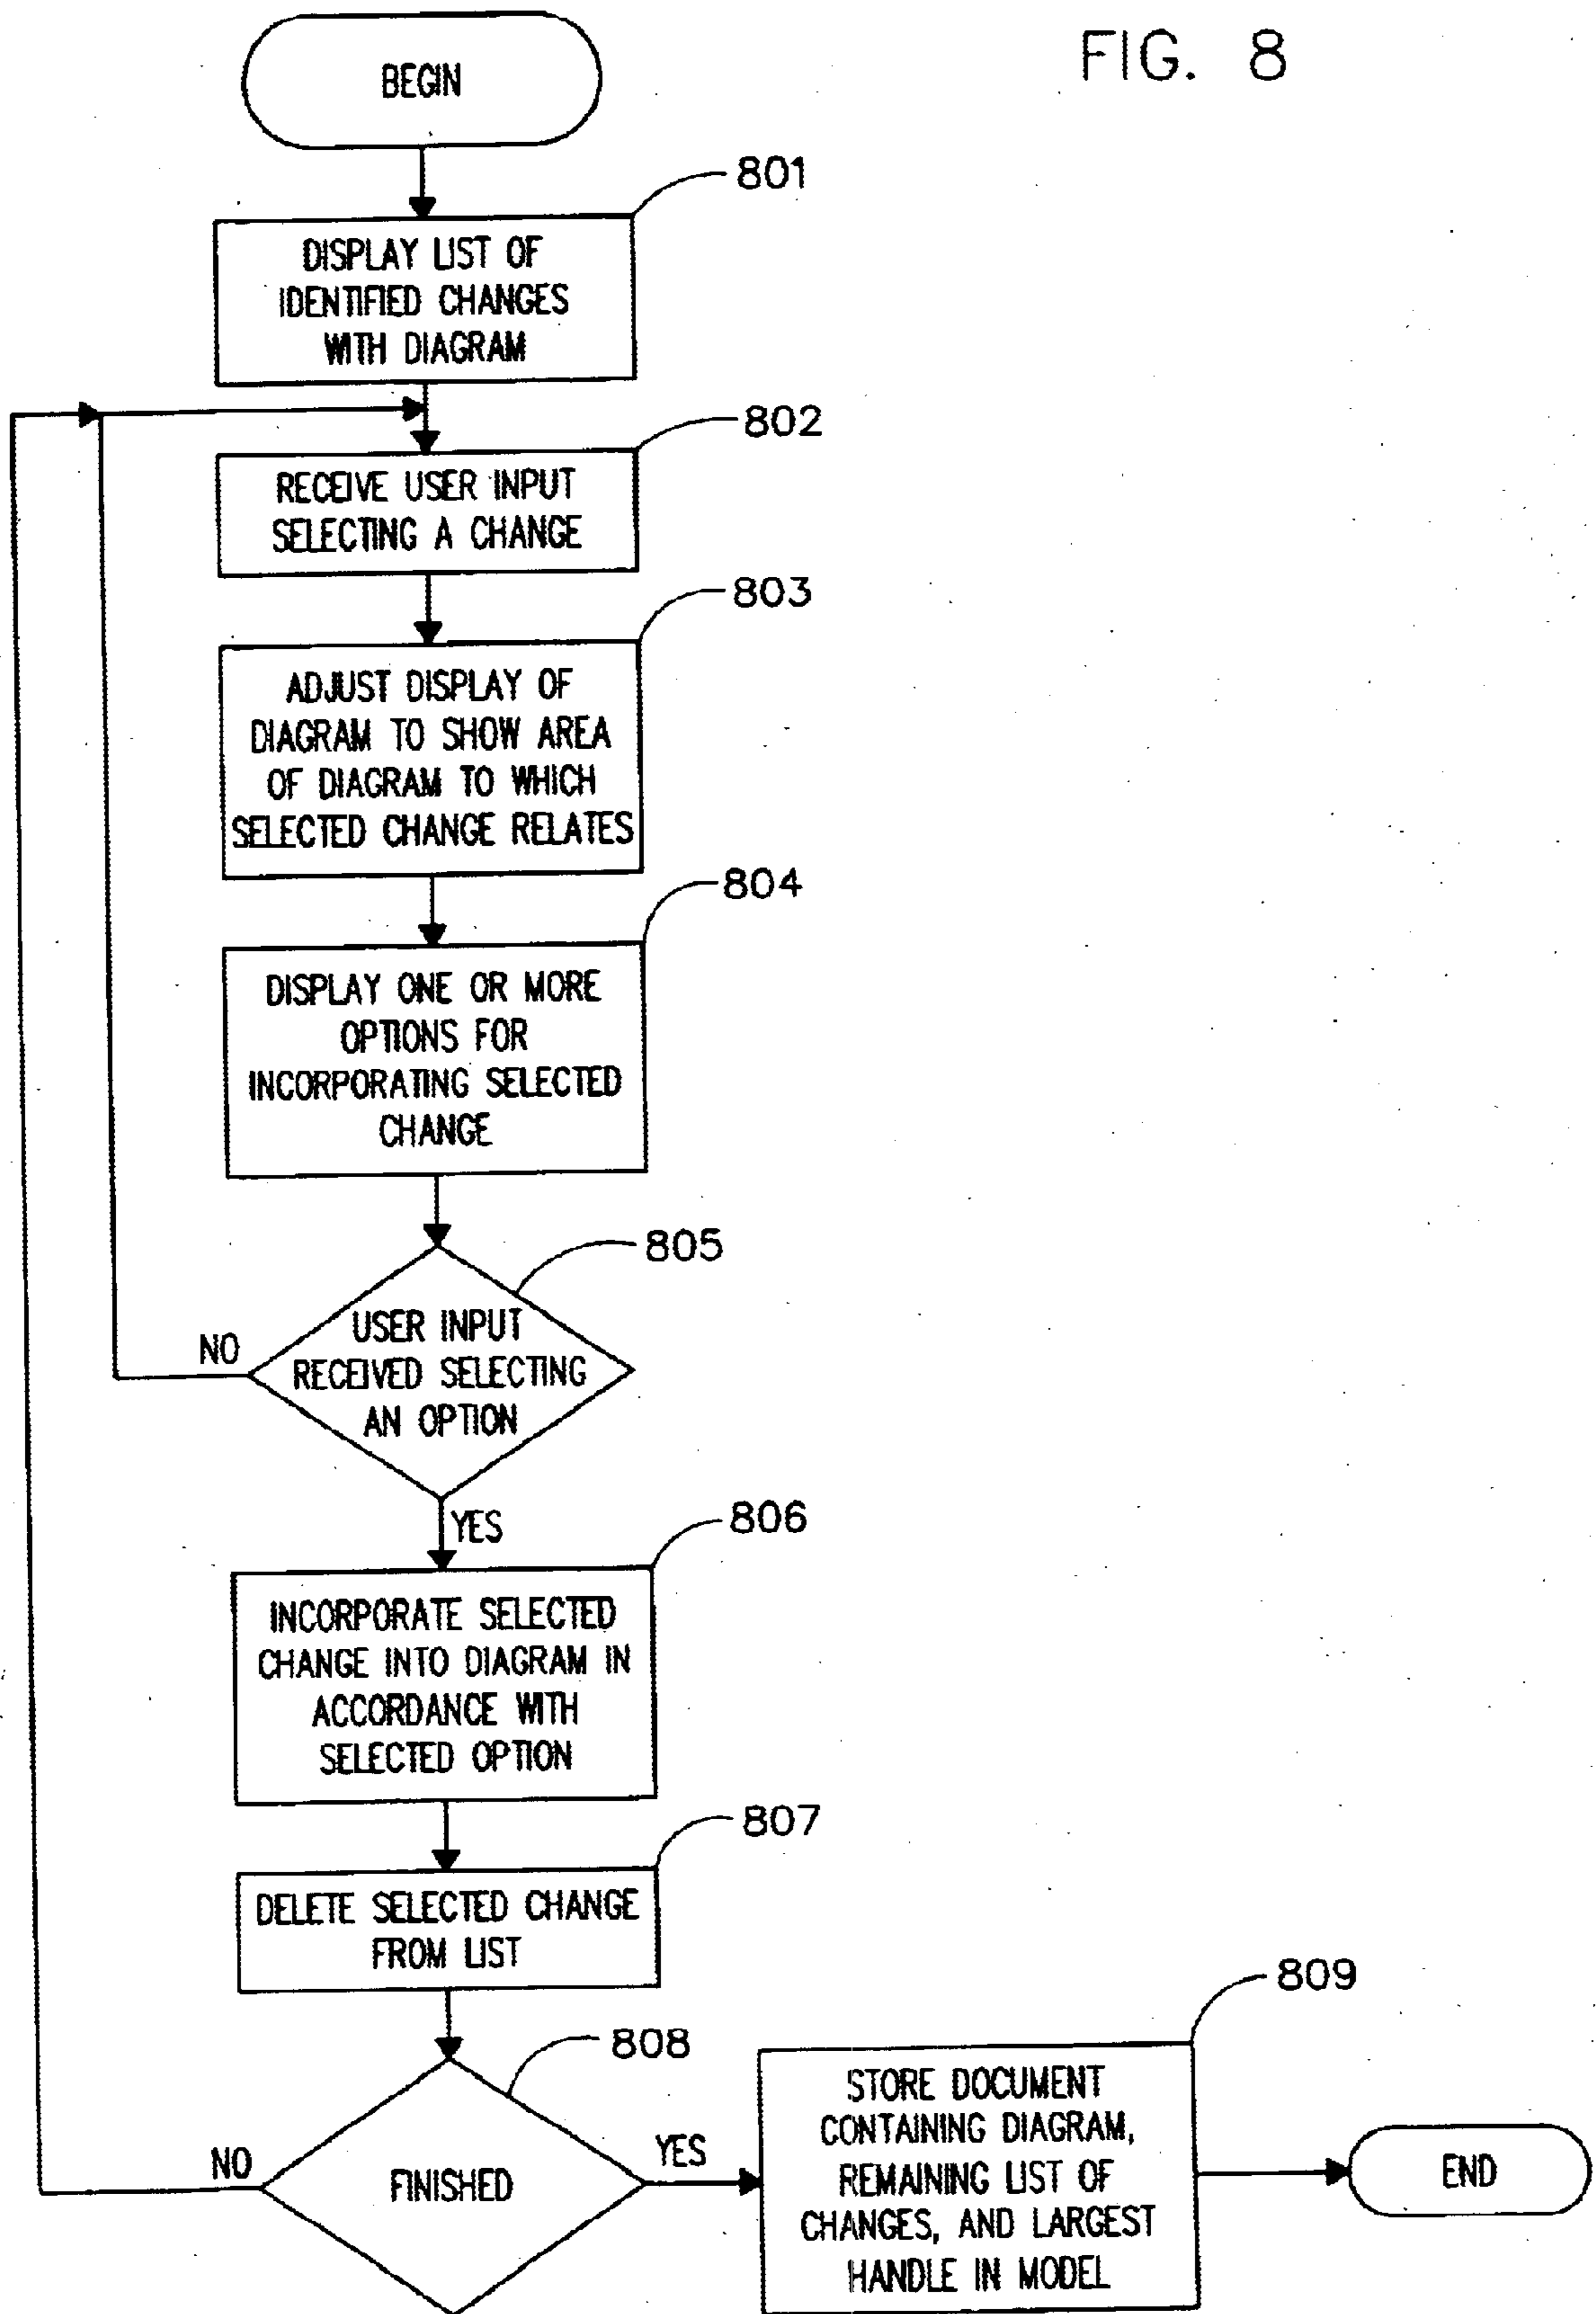 FIG. 8
BEGIN
801
DISPLAY LIST OF
IDENTIFIED CHANGES
WITH DIAGRAM
802
RECEIVE USER INPUT
SELECTING A CHANGE
803
ADJUST DISPLAY OF
DIAGRAM TO SHOW AREA
OF DIAGRAM TO WHICH
SELECTED CHANGE RELATES
804
DISPLAY ONE OR MORE
OPTIONS FOR
INCORPORATING SELECTED
CHANGE
805
USER INPUT
RECEIVED SELECTING
AN OPTION
NO
YES
806
INCORPORATE SELECTED
CHANGE INTO DIAGRAM IN
ACCORDANCE WITH
SELECTED OPTION
807
DELETE SELECTED CHANGE
FROM LIST
808
FINISHED
NO
YES
809
STORE DOCUMENT
CONTAINING DIAGRAM,
REMAINING LIST OF
CHANGES, AND LARGEST
HANDLE IN MODEL
END